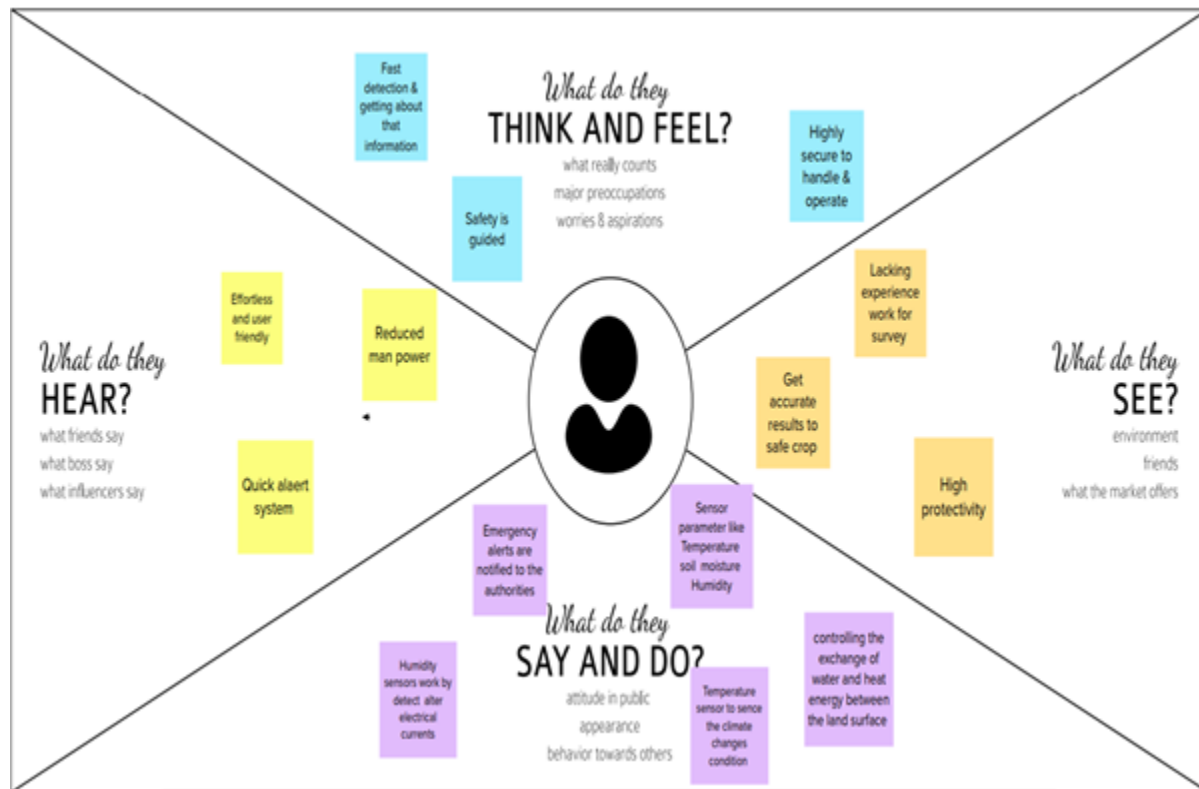 Fast
detection &
getting about
that
information
What do they
THINK AND FEEL?
what really counts
major preoccupations
worries & aspirations
Safety is
guided
Highly
secure to
handle &
operate
What do they
HEAR?
what friends say
what boss say
what influencers say
Effortless
and user
friendly
Reduced
man power
Quick alaert
system
Lacking
experience
work for
survey
Get
accurate
results to
safe crop
High
protectivity
What do they
SEE?
environment
friends
what the market offers
Emergency
alerts are
notified to the
authorities
Sensor
parameter like
Temperature
soil moisture
Humidity
What do they
SAY AND DO?
attitude in public
appearance
behavior towards others
Humidity
sensors work by
detect alter
electrical
currents
Temperature
sensor to sence
the climate
changes
condition
controlling the
exchange of
water and heat
energy between
the land surface